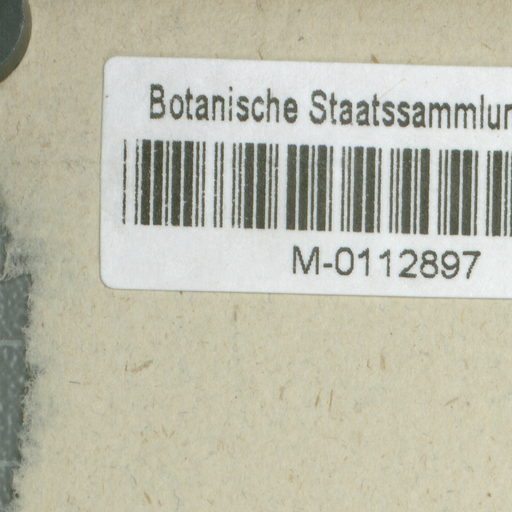 Botanische Staatssammlun
M-0112897